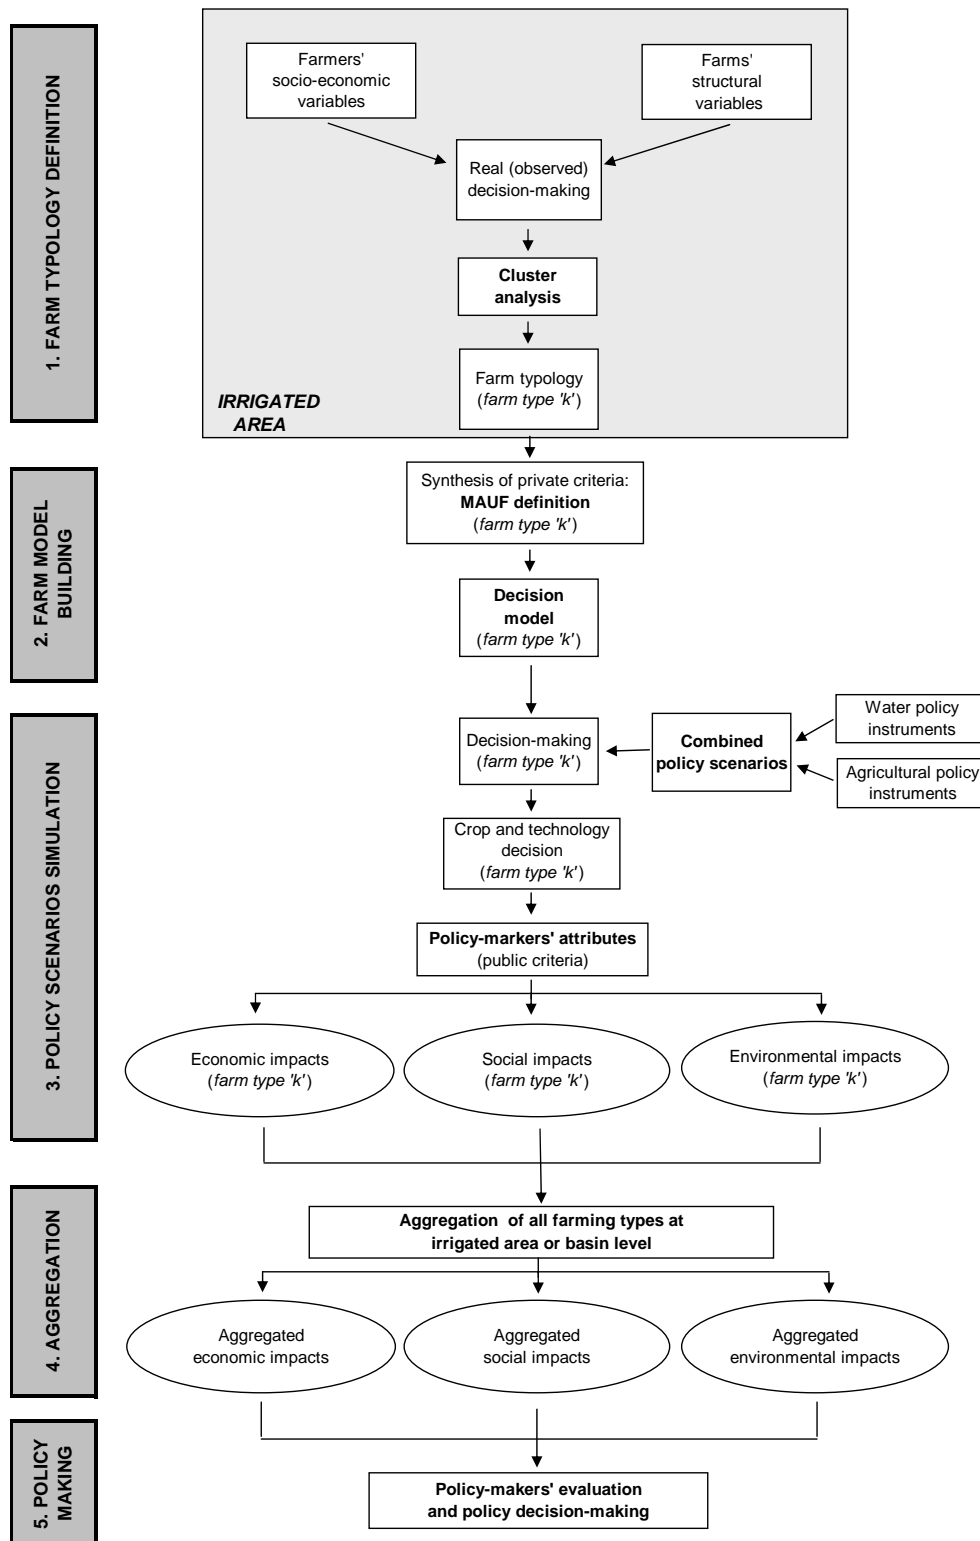 1. FARM TYPOLOGY DEFINITION
Farmers'
socio-economic
variables
Farms'
structural
variables
Real (observed)
decision-making
Cluster
analysis
Farm typology
(farm type 'k')
IRRIGATED
AREA
2. FARM MODEL
BUILDING
Synthesis of private criteria:
MAUF definition
(farm type 'k')
Decision
model
(farm type 'k')
3. POLICY SCENARIOS SIMULATION
Decision-making
(farm type 'k')
Combined
policy scenarios
Water policy
instruments
Agricultural policy
instruments
Crop and technology
decision
(farm type 'k')
Policy-markers' attributes
(public criteria)
Economic impacts
(farm type 'k')
Social impacts
(farm type 'k')
Environmental impacts
(farm type 'k')
4. AGGREGATION
Aggregation of all farming types at
irrigated area or basin level
Aggregated
economic impacts
Aggregated
social impacts
Aggregated
environmental impacts
5. POLICY
MAKING
Policy-makers' evaluation
and policy decision-making